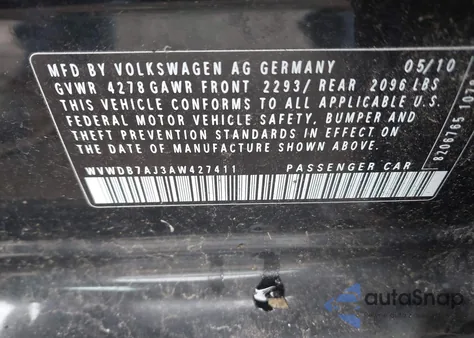 MFD BY VOLKSWAGEN AG GERMANY 05/10
GVWR 4278 GAWR FRONT 2293/ REAR 2096 LBS
THIS VEHICLE CONFORMS TO ALL APPLICABLE U.S.
FEDERAL MOTOR VEHICLE SAFETY, BUMPER AND
THEFT PREVENTION STANDARDS IN EFFECT ON
THE DATE OF MANUFACTURE SHOWN ABOVE
WVWDB7AJ3AW427411 PASSENGER CAR
8206765
autoSnap